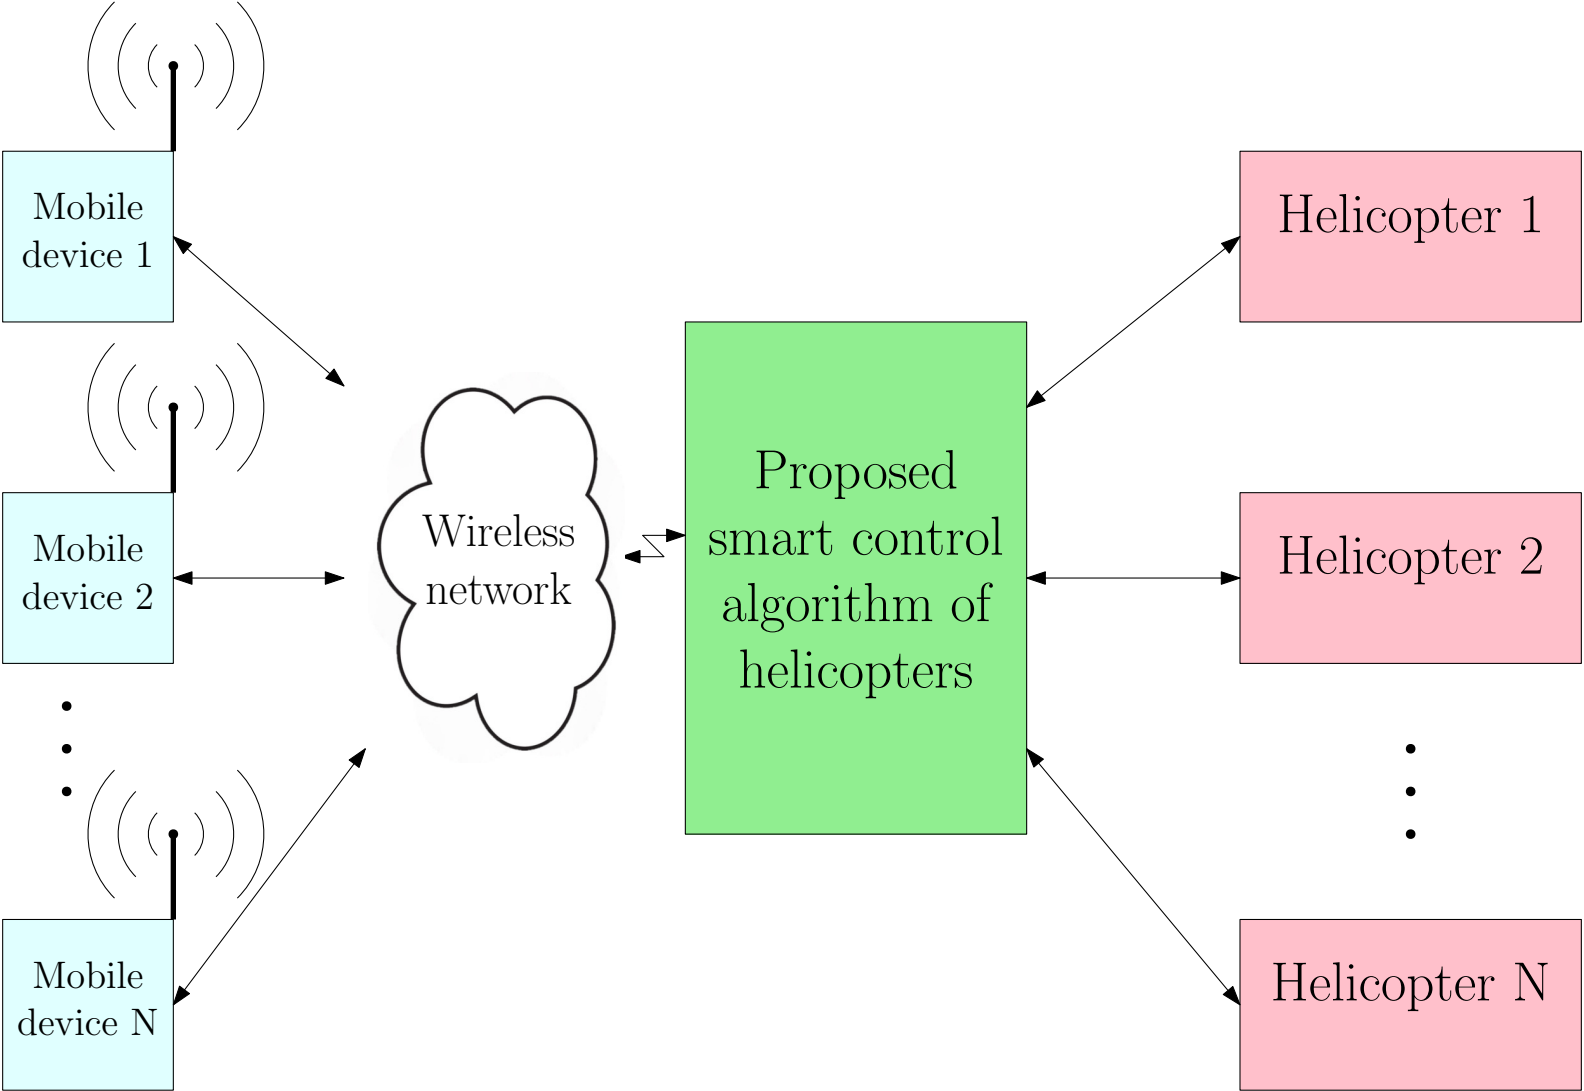 Mobile
device 1
Helicopter 1
Mobile
device 2
Wireless
network
Proposed
smart control
algorithm of
helicopters
Helicopter 2
Mobile
device N
Helicopter N